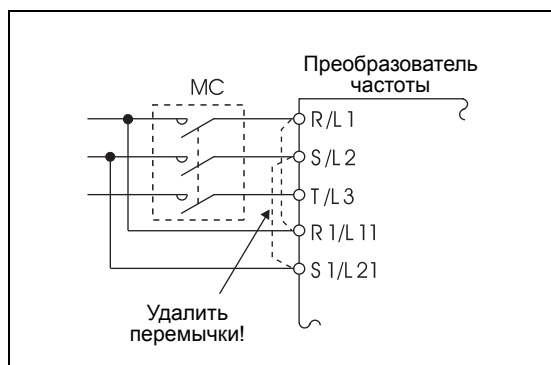 Преобразователь
частоты
MC
R/L1
S/L2
T/L3
R1/L11
S1/L21
Удалить
перемычки!